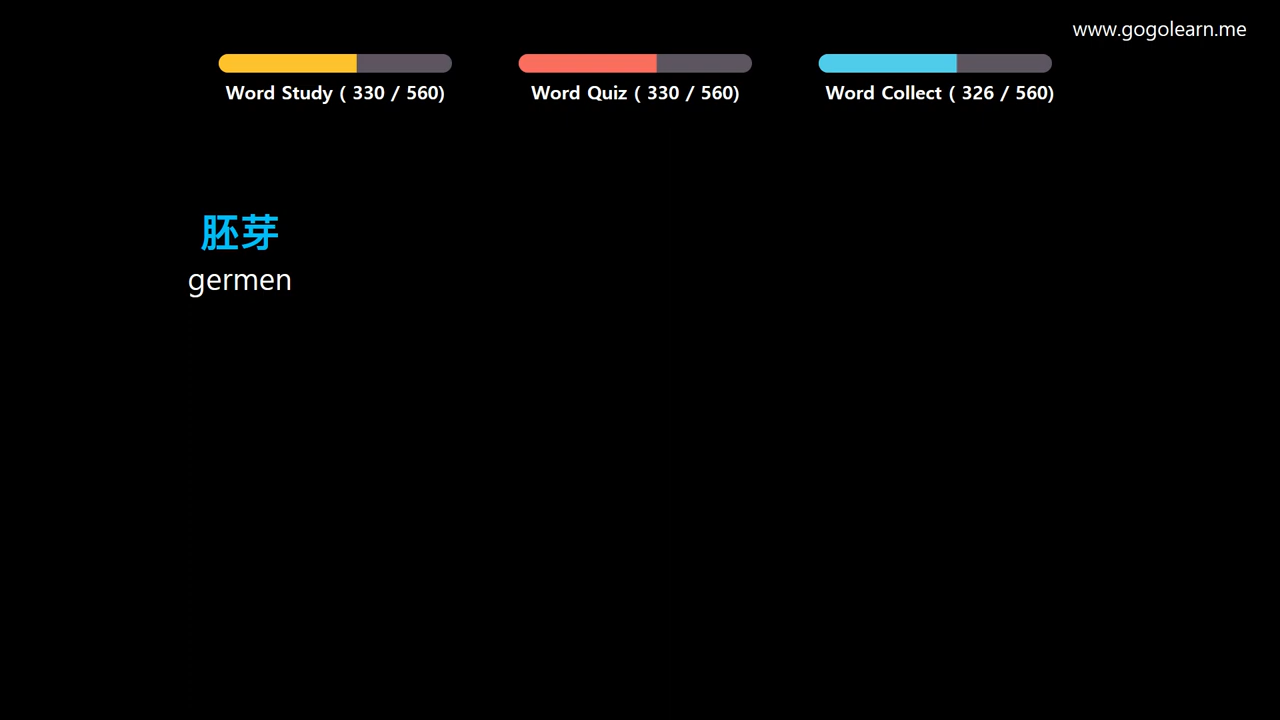 www.gogolearn.me
Word Study ( 330 / 560)
Word Quiz ( 330 / 560)
Word Collect ( 326 / 560)
胚芽
germen